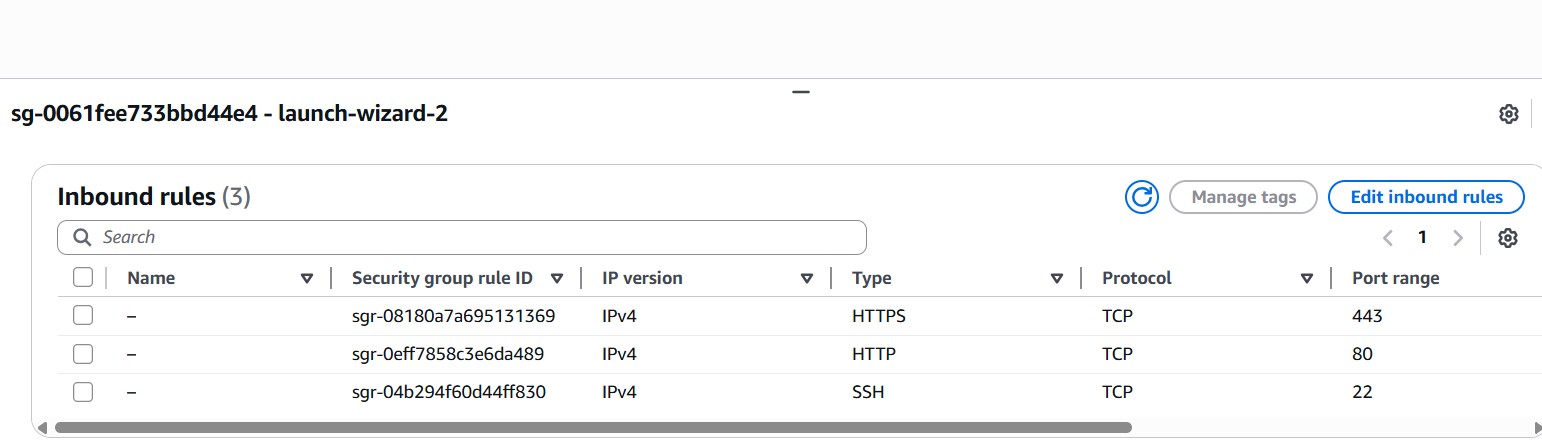 sg-0061fee733bbd44e4 - launch-wizard-2
Inbound rules (3)
Manage tags
Edit inbound rules
Search
1
Name Security group rule ID IP version Type Protocol Port range
– sgr-08180a7a695131369 IPv4 HTTPS TCP 443
– sgr-0eff7858c3e6da489 IPv4 HTTP TCP 80
– sgr-04b294f60d44ff830 IPv4 SSH TCP 22